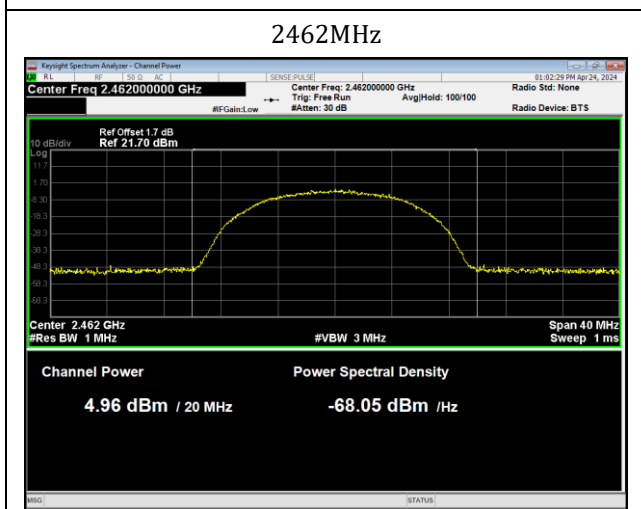 2462MHz
Keysight Spectrum Analyzer - Channel Power
RL RF 50 Ω AC SENSE:PULSE 01:02:29 PM Apr 24, 2024
Center Freq 2.462000000 GHz Center Freq: 2.462000000 GHz Radio Std: None
Trig: Free Run Avg|Hold: 100/100
#IFGain:Low #Atten: 30 dB Radio Device: BTS
Ref Offset 1.7 dB
10 dB/div Ref 21.70 dBm
Log
11.7
1.70
-8.30
-18.3
-28.3
-38.3
-48.3
-58.3
-68.3
Center 2.462 GHz Span 40 MHz
#Res BW 1 MHz #VBW 3 MHz Sweep 1 ms
Channel Power Power Spectral Density
4.96 dBm / 20 MHz -68.05 dBm /Hz
MSG STATUS